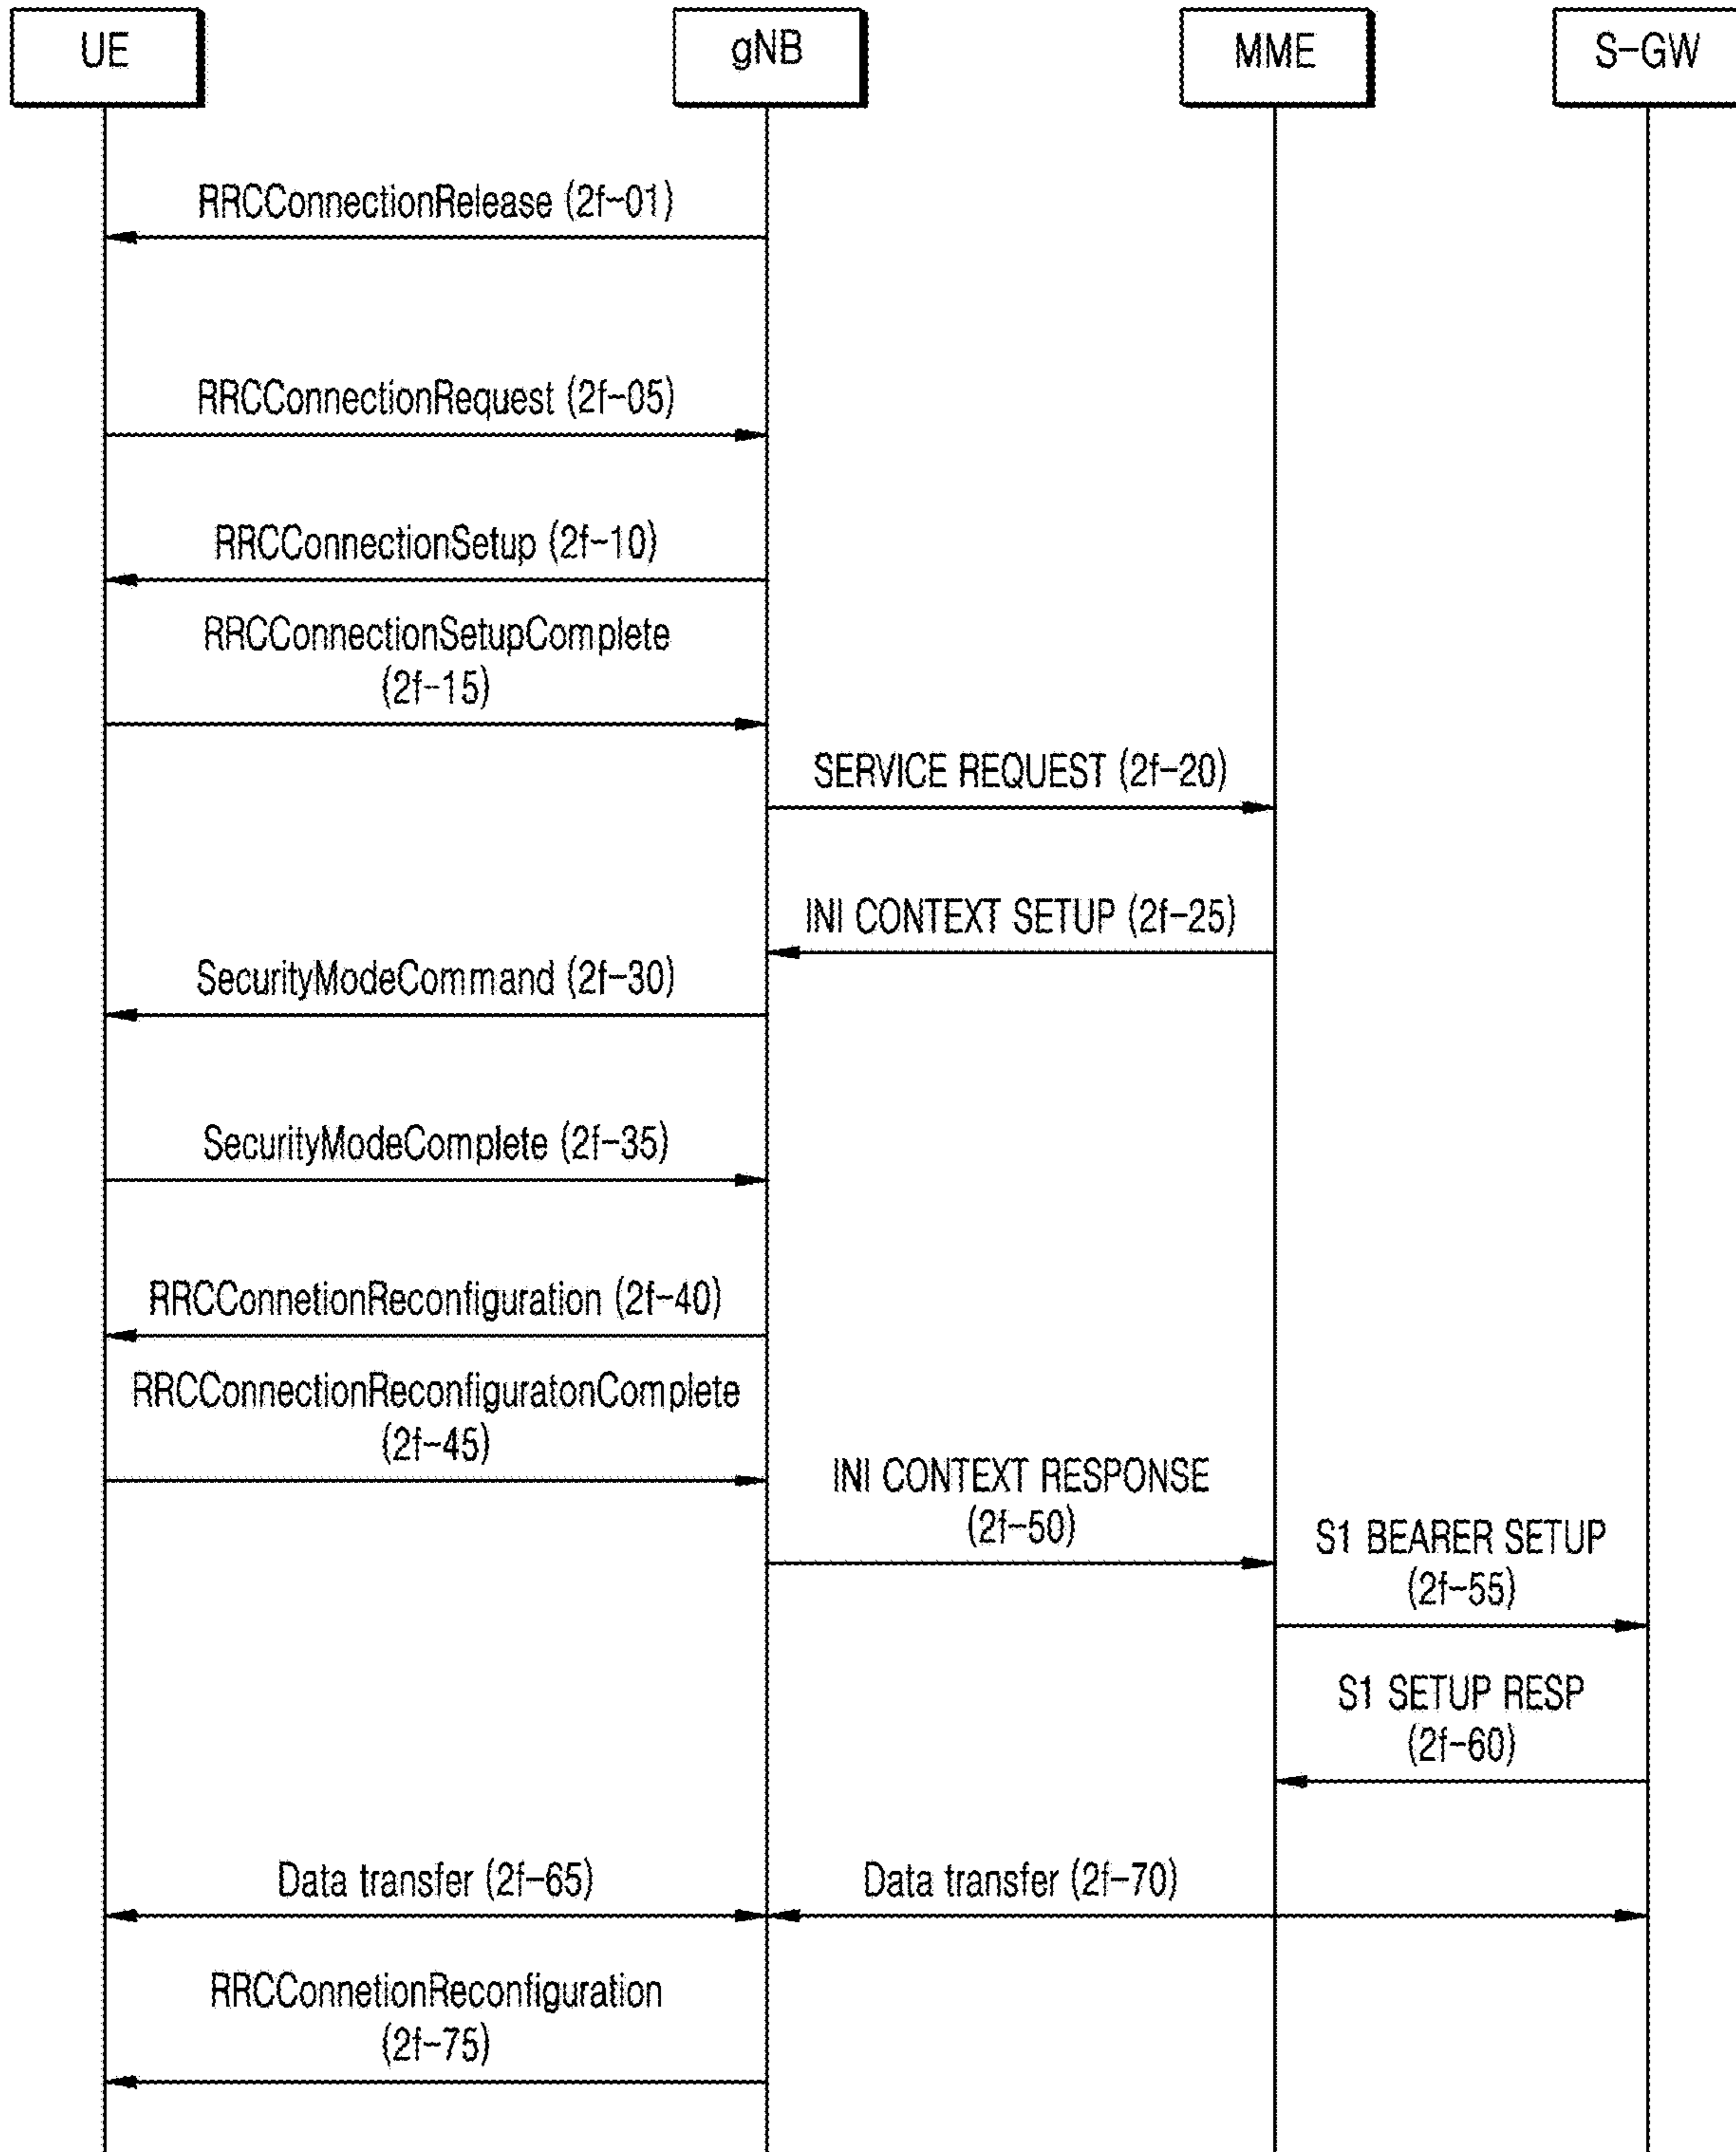 UE
gNB
MME
S-GW
RRCConnectionRelease (2f-01)
RRCConnectionRequest (2f-05)
RRCConnectionSetup (2f-10)
RRCConnectionSetupComplete
(2f-15)
SERVICE REQUEST (2f-20)
INI CONTEXT SETUP (2f-25)
SecurityModeCommand (2f-30)
SecurityModeComplete (2f-35)
RRCConnetionReconfiguration (2f-40)
RRCConnectionReconfiguratonComplete
(2f-45)
INI CONTEXT RESPONSE
(2f-50)
S1 BEARER SETUP
(2f-55)
S1 SETUP RESP
(2f-60)
Data transfer (2f-65)
Data transfer (2f-70)
RRCConnetionReconfiguration
(2f-75)